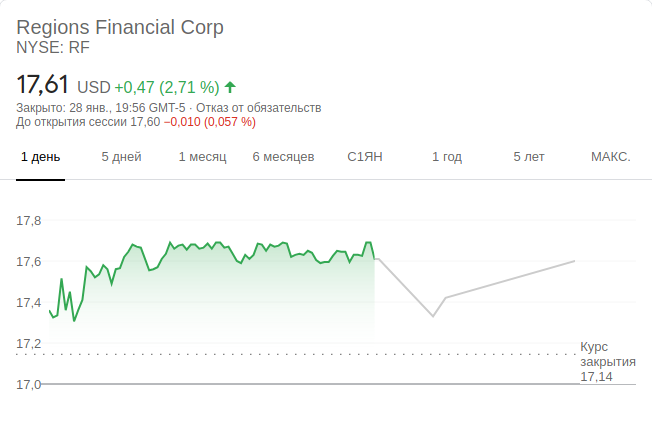 Regions Financial Corp
NYSE: RF
17,61 USD +0,47 (2,71 %)
Закрыто: 28 янв., 19:56 GMT-5 · Отказ от обязательств
До открытия сессии 17,60 −0,010 (0,057 %)
1 день 5 дней 1 месяц 6 месяцев С1ЯН 1 год 5 лет МАКС.
17,8
17,6
17,4
17,2
Курс
закрытия
17,14
17,0